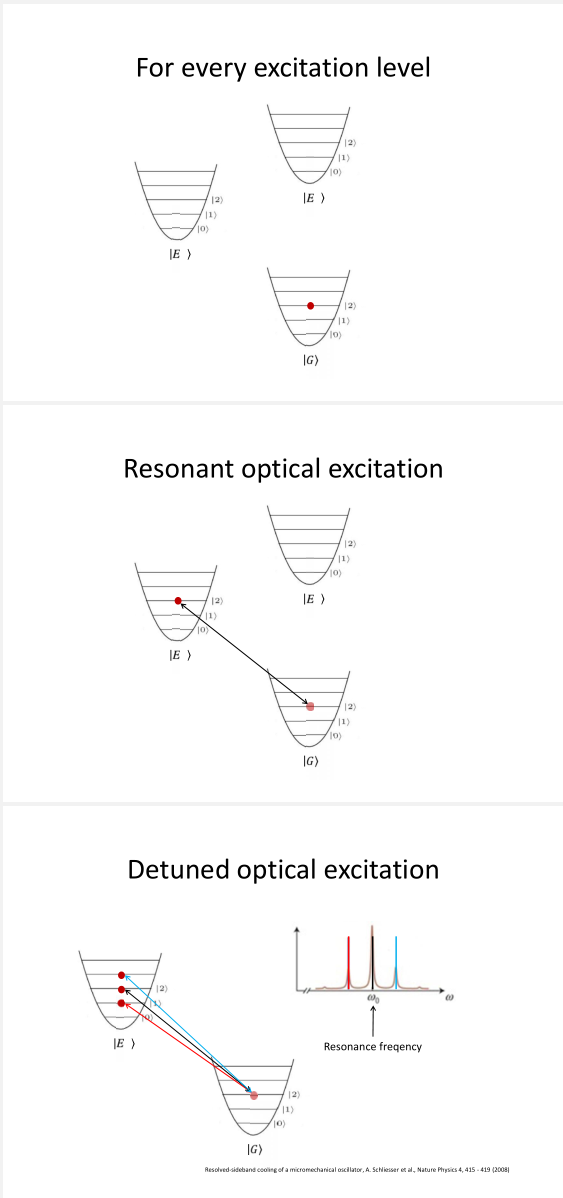 For every excitation level
|2⟩
|1⟩
|0⟩
|E ⟩
|2⟩
|1⟩
|0⟩
|E ⟩
|2⟩
|1⟩
|0⟩
|G⟩
Resonant optical excitation
|2⟩
|1⟩
|0⟩
|E ⟩
|2⟩
|1⟩
|0⟩
|E ⟩
|2⟩
|1⟩
|0⟩
|G⟩
Detuned optical excitation
|2⟩
|1⟩
|0⟩
|E ⟩
ω₀
ω
Resonance freqency
|2⟩
|1⟩
|0⟩
|G⟩
Resolved-sideband cooling of a micromechanical oscillator, A. Schliesser et al., Nature Physics 4, 415 - 419 (2008)